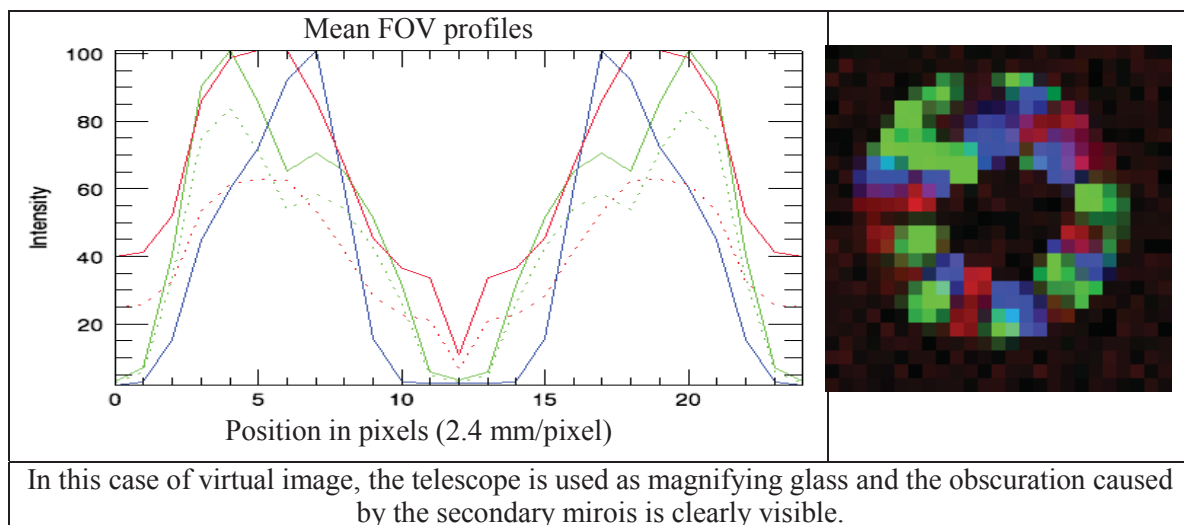 Mean FOV profiles
100
80
60
40
20
Intensity
0 5 10 15 20
Position in pixels (2.4 mm/pixel)
In this case of virtual image, the telescope is used as magnifying glass and the obscuration caused
by the secondary mirois is clearly visible.